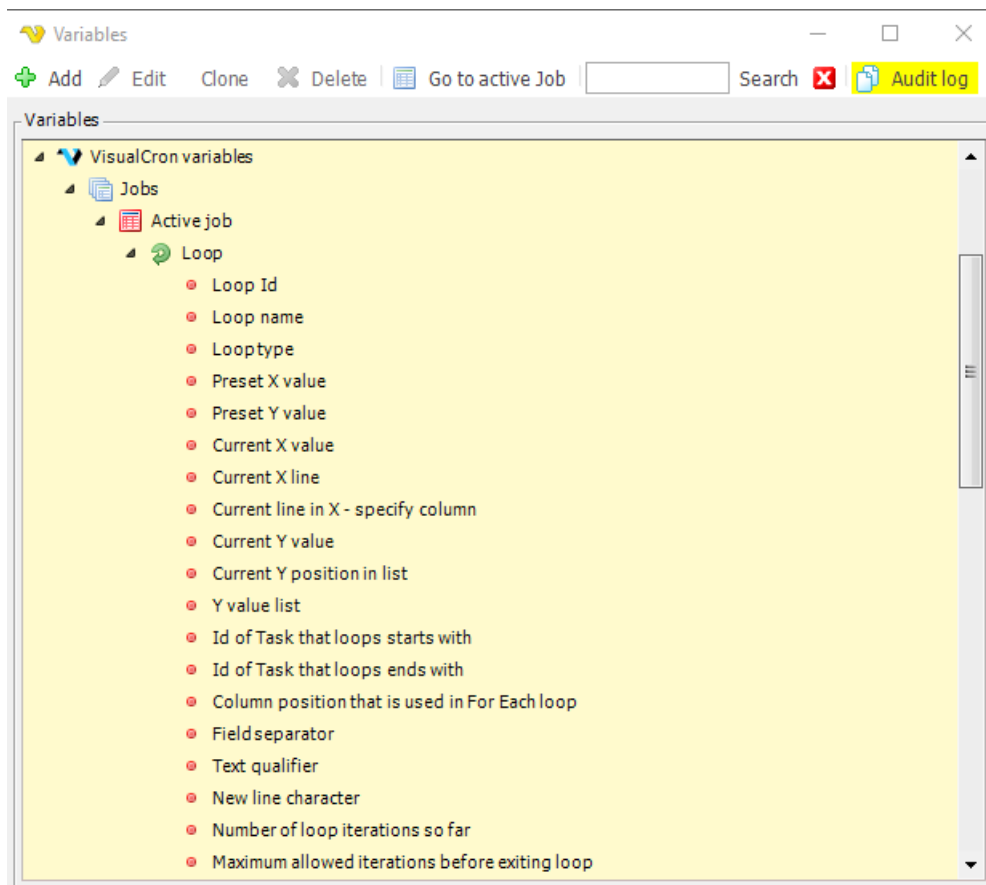 Variables
Add Edit Clone Delete Go to active Job Search Audit log
Variables
VisualCron variables
Jobs
Active job
Loop
Loop Id
Loop name
Loop type
Preset X value
Preset Y value
Current X value
Current X line
Current line in X - specify column
Current Y value
Current Y position in list
Y value list
Id of Task that loops starts with
Id of Task that loops ends with
Column position that is used in For Each loop
Field separator
Text qualifier
New line character
Number of loop iterations so far
Maximum allowed iterations before exiting loop